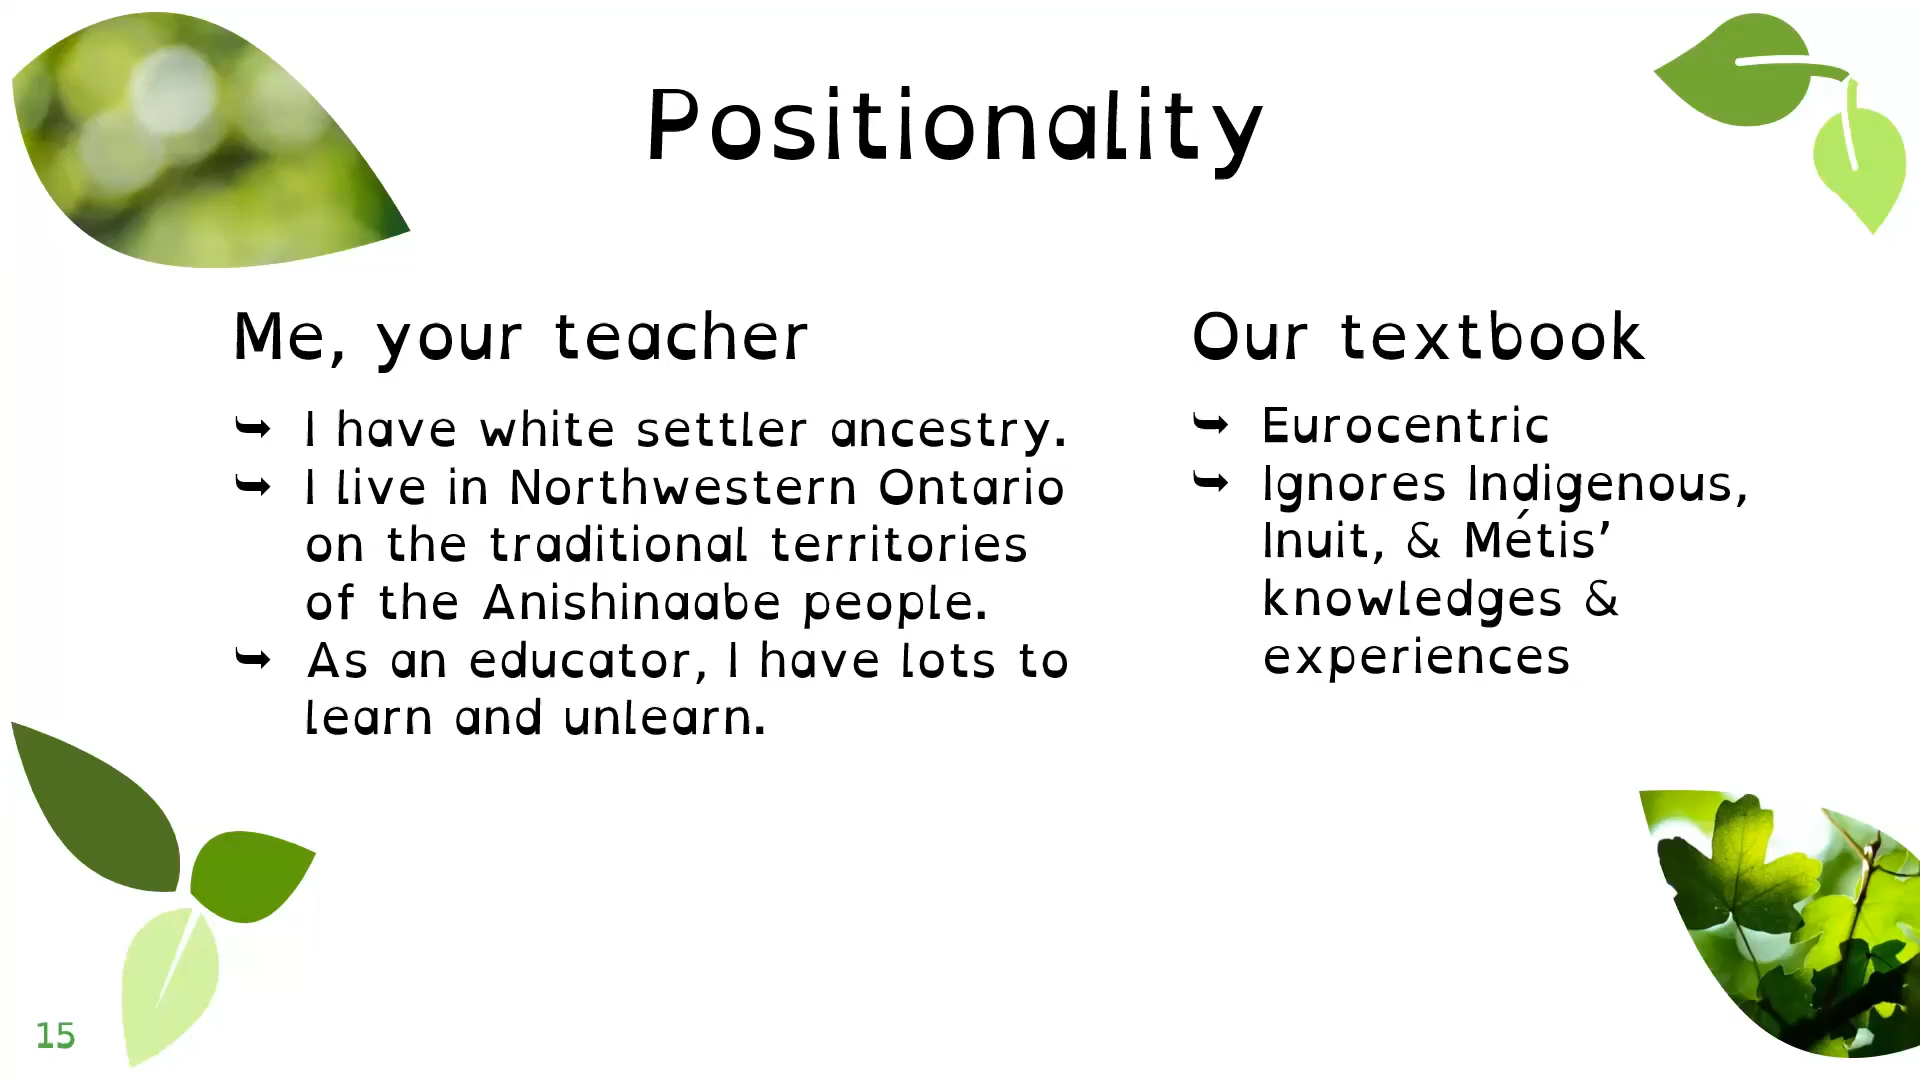 Positionality
Me, your teacher
➥ I have white settler ancestry.
➥ I live in Northwestern Ontario
on the traditional territories
of the Anishinaabe people.
➥ As an educator, I have lots to
learn and unlearn.
Our textbook
➥ Eurocentric
➥ Ignores Indigenous,
Inuit, & Métis’
knowledges &
experiences
15